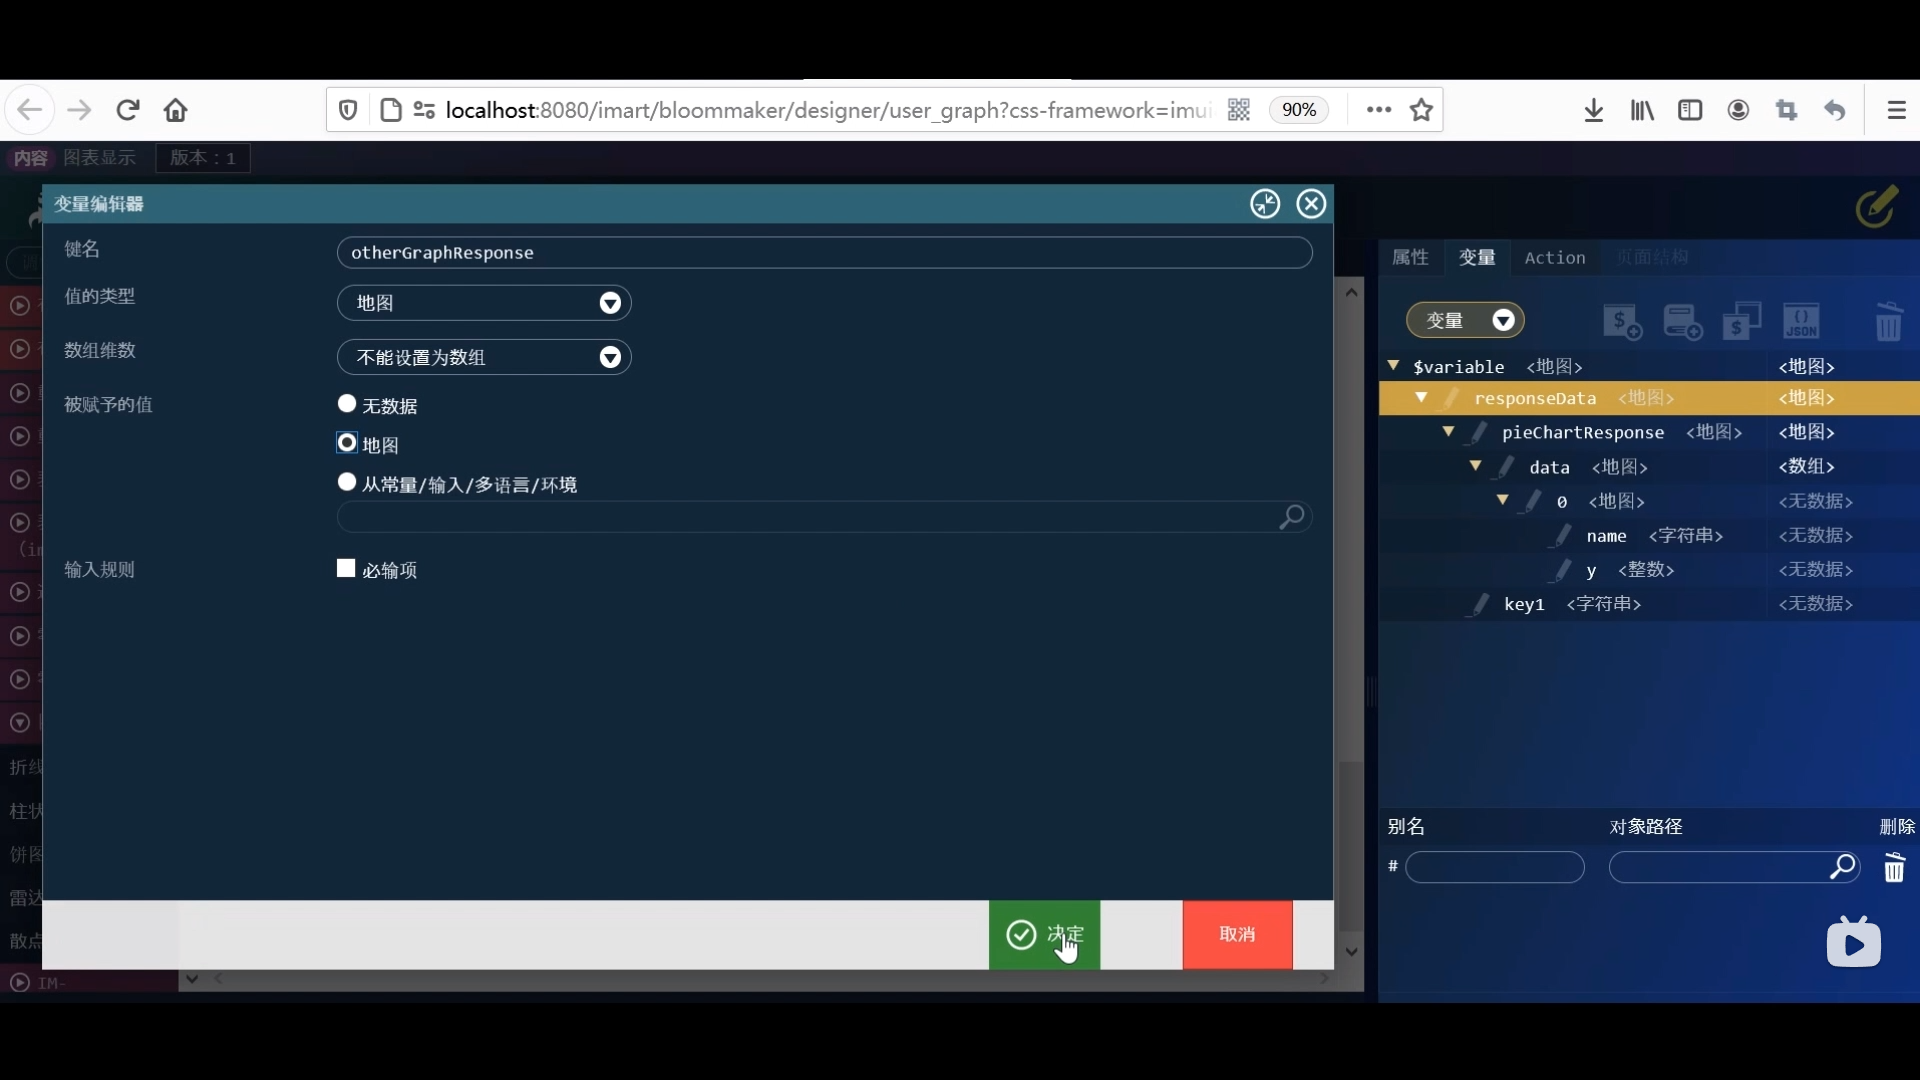 localhost:8080/imart/bloommaker/designer/user_graph?css-framework=imui
90%
内容 图表显示 版本：1
变量编辑器
键名 otherGraphResponse
值的类型 地图
数组维数 不能设置为数组
被赋予的值 无数据
地图
从常量/输入/多语言/环境
输入规则 必输项
决定 取消
折线
柱状
饼图
雷达
散点
IM-
属性 变量 Action 页面结构
变量
JSON
$variable <地图> <地图>
responseData <地图> <地图>
pieChartResponse <地图> <地图>
data <地图> <数组>
0 <地图> <无数据>
name <字符串> <无数据>
y <整数> <无数据>
key1 <字符串> <无数据>
别名 对象路径 删除
#